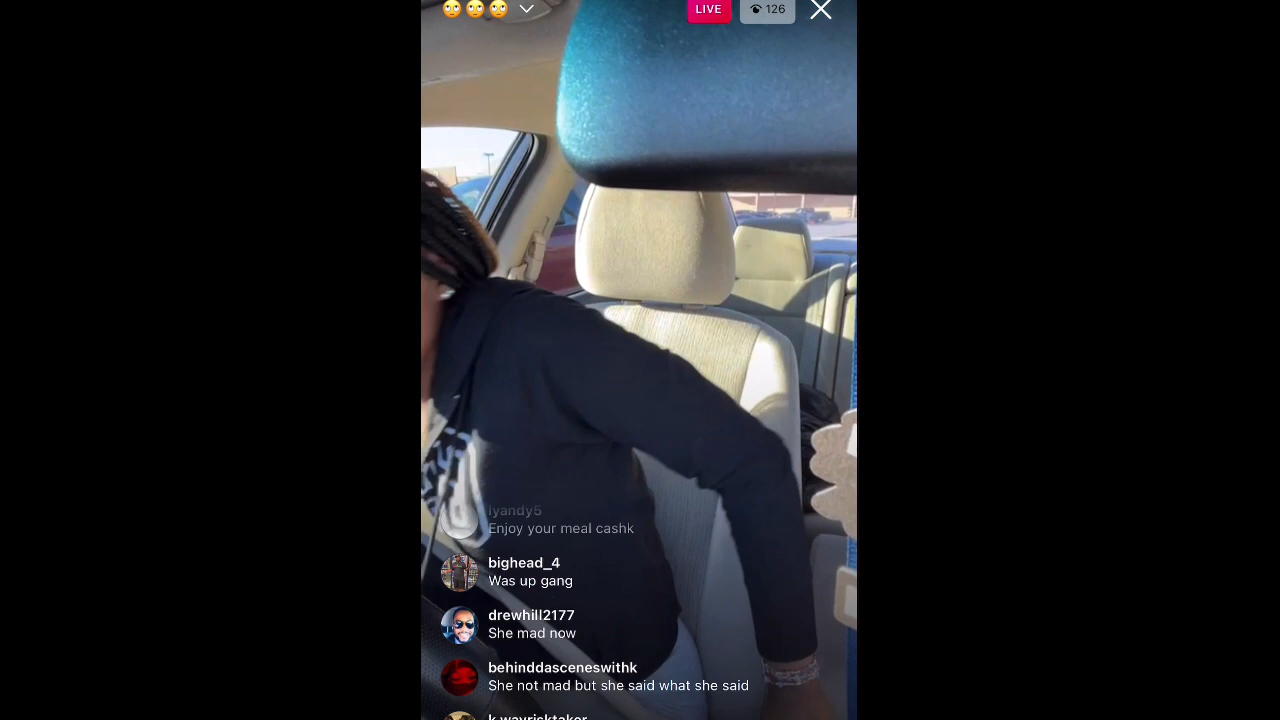 🙄 🙄 🙄
LIVE
126
Enjoy your meal cashk
bighead_4
Was up gang
drewhill2177
She mad now
behinddasceneswithk
She not mad but she said what she said